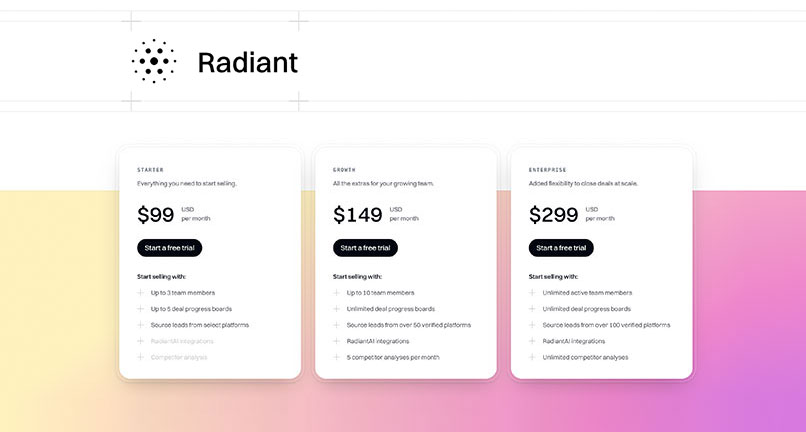 Radiant
STARTER
Everything you need to start selling.
$99
USD
per month
Start a free trial
Start selling with:
Up to 3 team members
Up to 5 deal progress boards
Source leads from select platforms
RadiantAI integrations
Competitor analyses
GROWTH
All the extras for your growing team.
$149
USD
per month
Start a free trial
Start selling with:
Up to 10 team members
Unlimited deal progress boards
Source leads from over 50 verified platforms
RadiantAI integrations
5 competitor analyses per month
ENTERPRISE
Added flexibility to close deals at scale.
$299
USD
per month
Start a free trial
Start selling with:
Unlimited active team members
Unlimited deal progress boards
Source leads from over 100 verified platforms
RadiantAI integrations
Unlimited competitor analyses